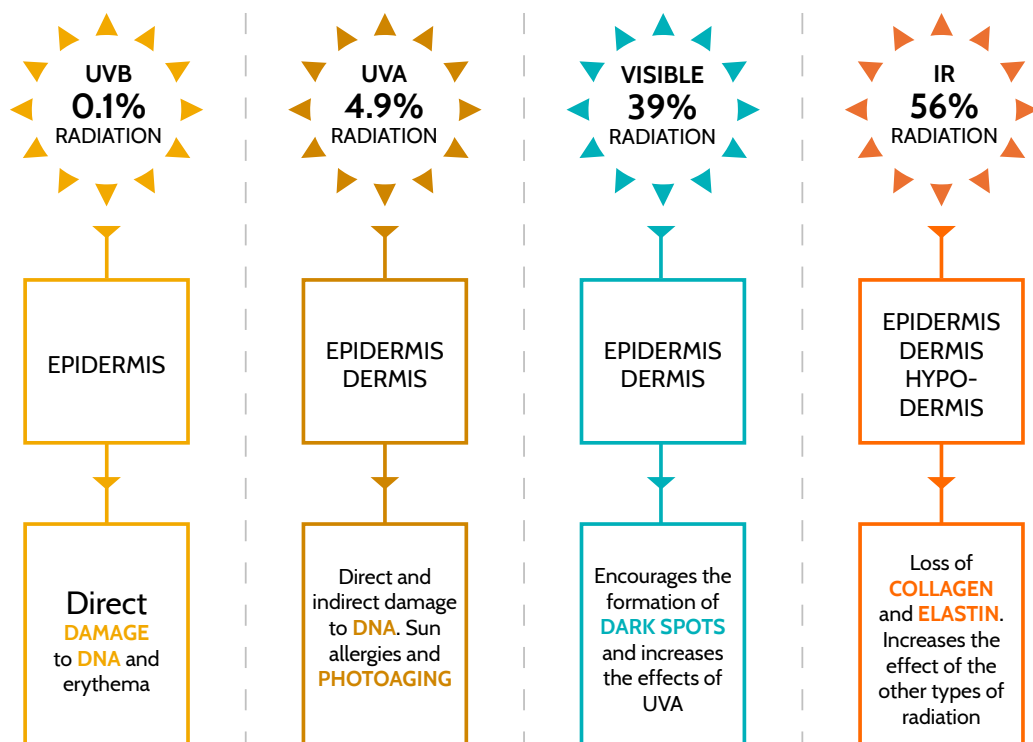 UVB
0.1%
RADIATION
EPIDERMIS
Direct
DAMAGE
to DNA and
erythema
UVA
4.9%
RADIATION
EPIDERMIS
DERMIS
Direct and
indirect damage
to DNA. Sun
allergies and
PHOTOAGING
VISIBLE
39%
RADIATION
EPIDERMIS
DERMIS
Encourages the
formation of
DARK SPOTS
and increases
the effects of
UVA
IR
56%
RADIATION
EPIDERMIS
DERMIS
HYPO-
DERMIS
Loss of
COLLAGEN
and ELASTIN.
Increases the
effect of the
other types of
radiation